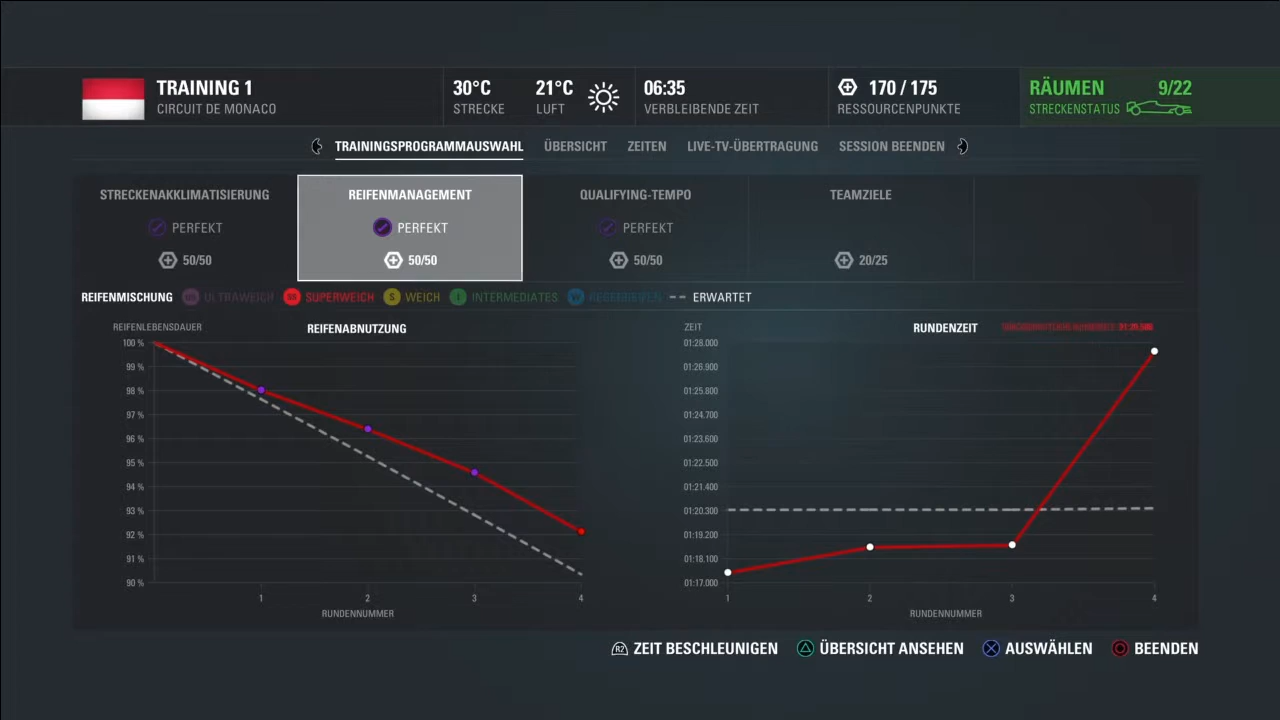 TRAINING 1
CIRCUIT DE MONACO
30°C
STRECKE
21°C
LUFT
06:35
VERBLEIBENDE ZEIT
170 / 175
RESSOURCENPUNKTE
RÄUMEN 9/22
STRECKENSTATUS
TRAININGSPROGRAMMAUSWAHL ÜBERSICHT ZEITEN LIVE-TV-ÜBERTRAGUNG SESSION BEENDEN
STRECKENAKKLIMATISIERUNG
PERFEKT
50/50
REIFENMANAGEMENT
PERFEKT
50/50
QUALIFYING-TEMPO
PERFEKT
50/50
TEAMZIELE
20/25
REIFENMISCHUNG US ULTRAWEICH SS SUPERWEICH S WEICH I INTERMEDIATES W REGENREIFEN ERWARTET
REIFENLEBENSDAUER
REIFENABNUTZUNG
100 %
99 %
98 %
97 %
96 %
95 %
94 %
93 %
92 %
91 %
90 %
1 2 3 4
RUNDENNUMMER
ZEIT
RUNDENZEIT
01:28.000
01:26.900
01:25.800
01:24.700
01:23.600
01:22.500
01:21.400
01:20.300
01:19.200
01:18.100
01:17.000
1 2 3 4
RUNDENNUMMER
R2 ZEIT BESCHLEUNIGEN ÜBERSICHT ANSEHEN AUSWÄHLEN BEENDEN